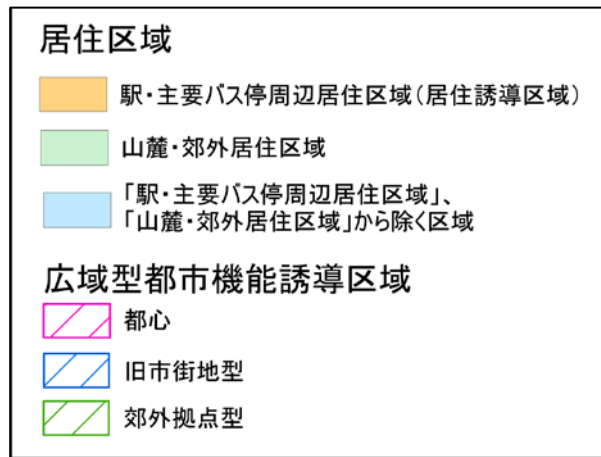 居住区域
駅・主要バス停周辺居住区域(居住誘導区域)
山麓・郊外居住区域
「駅・主要バス停周辺居住区域」、
「山麓・郊外居住区域」から除く区域
広域型都市機能誘導区域
都心
旧市街地型
郊外拠点型